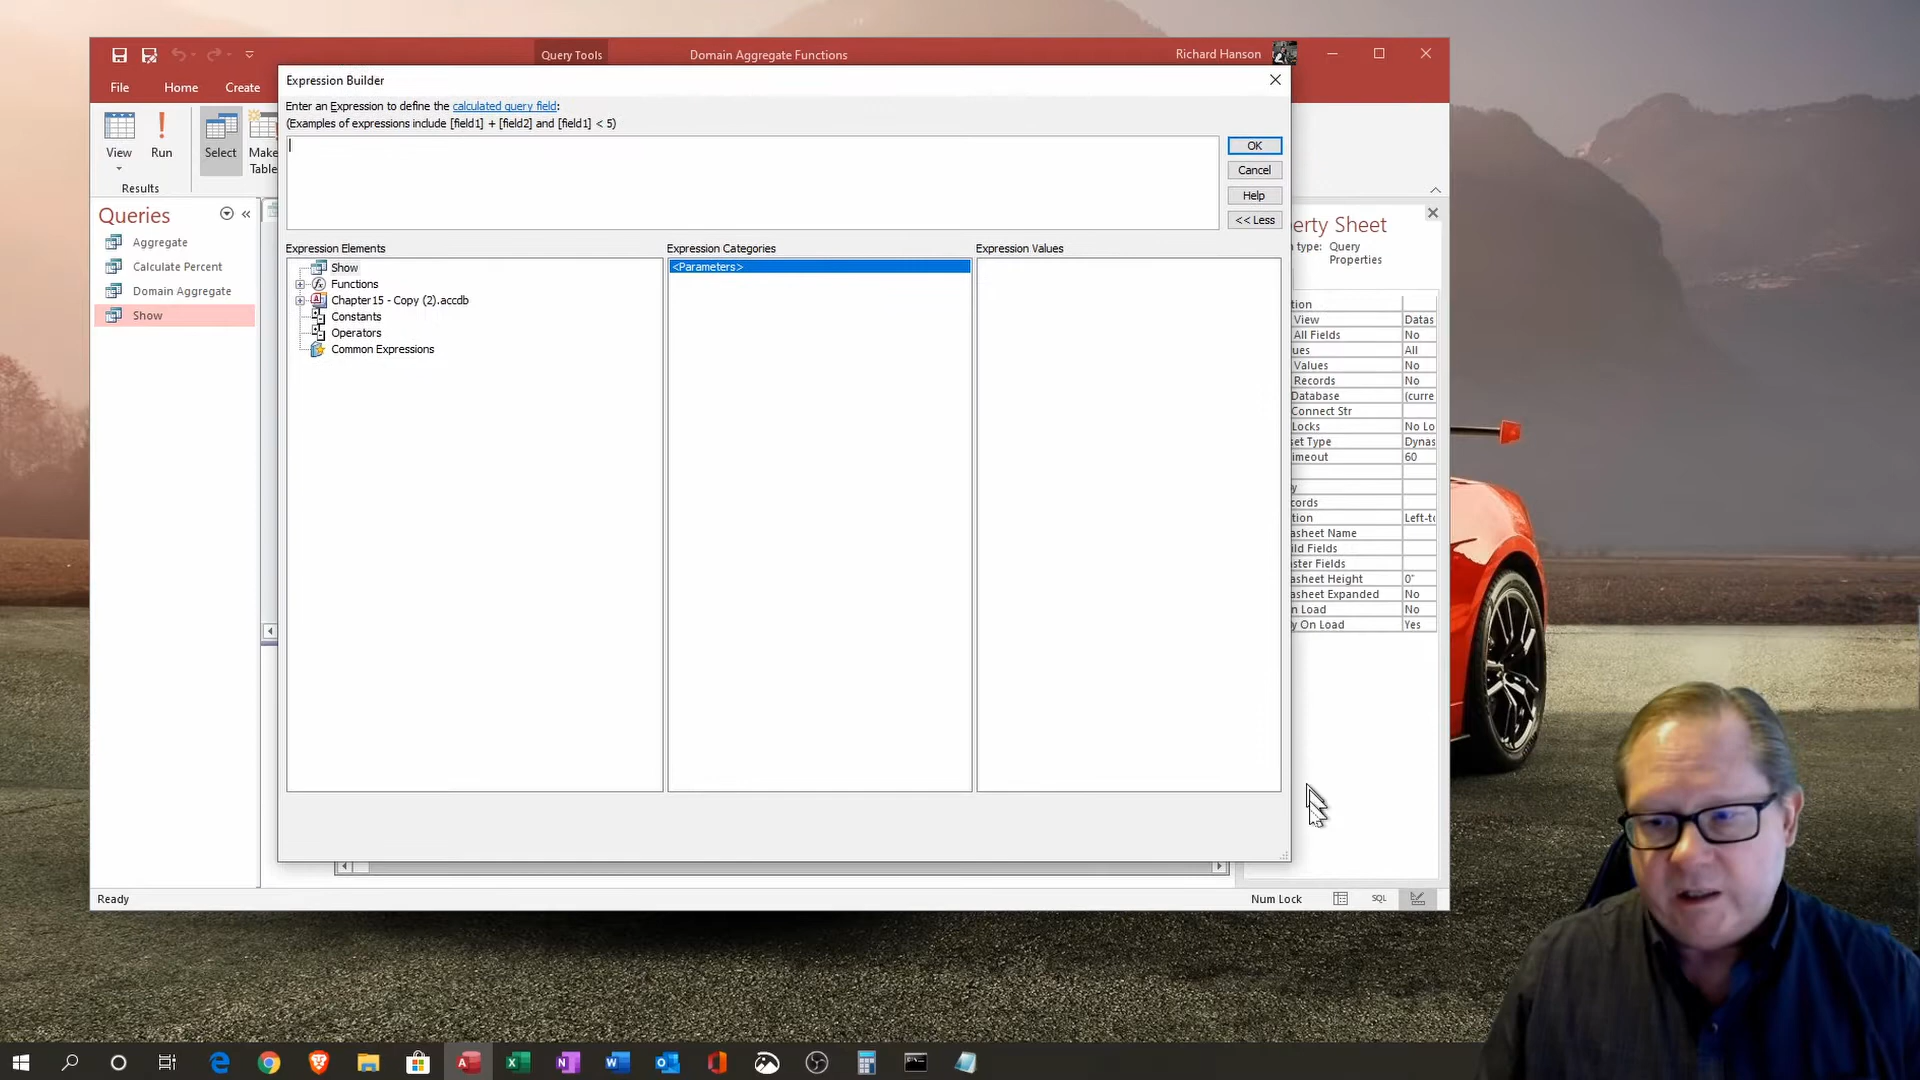 Query Tools
Domain Aggregate Functions
Richard Hanson
File
Home
Create
Expression Builder
Enter an Expression to define the calculated query field:
(Examples of expressions include [field1] + [field2] and [field1] < 5)
OK
Cancel
Help
<< Less
View
Run
Select
Make
Table
Results
Queries
Aggregate
Calculate Percent
Domain Aggregate
Show
Expression Elements
Expression Categories
Expression Values
Show
Functions
Chapter15 - Copy (2).accdb
Constants
Operators
Common Expressions
<Parameters>
erty Sheet
type: Query
Properties
tion
View Datas
All Fields No
ues All
Values No
Records No
Database (curre
Connect Str
Locks No Lo
set Type Dynas
imeout 60
y
cords
tion Left-to
asheet Name
ild Fields
ster Fields
asheet Height 0"
asheet Expanded No
n Load No
y On Load Yes
Ready
Num Lock
SQL